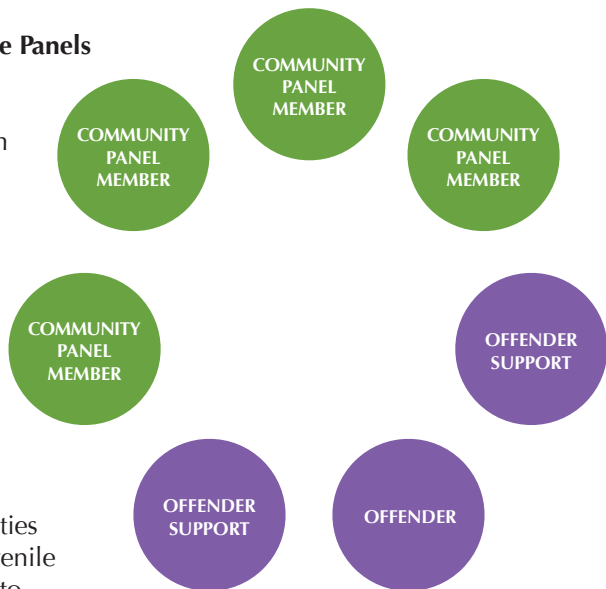 e Panels
COMMUNITY
PANEL
MEMBER
COMMUNITY
PANEL
MEMBER
COMMUNITY
PANEL
MEMBER
n
COMMUNITY
PANEL
MEMBER
OFFENDER
SUPPORT
OFFENDER
SUPPORT
OFFENDER
ties
enile
to